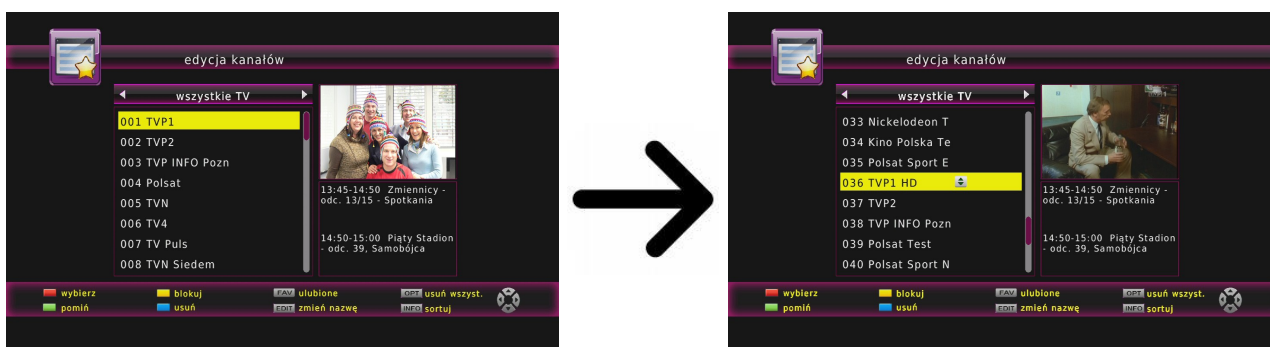 edycja kanałów
wszystkie TV
001 TVP1
002 TVP2
003 TVP INFO Pozn
004 Polsat
005 TVN
006 TV4
007 TV Puls
008 TVN Siedem
13:45-14:50 Zmiennicy -
odc. 13/15 - Spotkania
14:50-15:00 Piąty Stadion
- odc. 39, Samobójca
wybierz
blokuj
FAV ulubione
OPT usuń wszyst.
pomiń
usuń
EDIT zmień nazwę
INFO sortuj
edycja kanałów
wszystkie TV
033 Nickelodeon T
034 Kino Polska Te
035 Polsat Sport E
036 TVP1 HD
037 TVP2
038 TVP INFO Pozn
039 Polsat Test
040 Polsat Sport N
13:45-14:50 Zmiennicy -
odc. 13/15 - Spotkania
14:50-15:00 Piąty Stadion
- odc. 39, Samobójca
wybierz
blokuj
FAV ulubione
OPT usuń wszyst.
pomiń
usuń
EDIT zmień nazwę
INFO sortuj